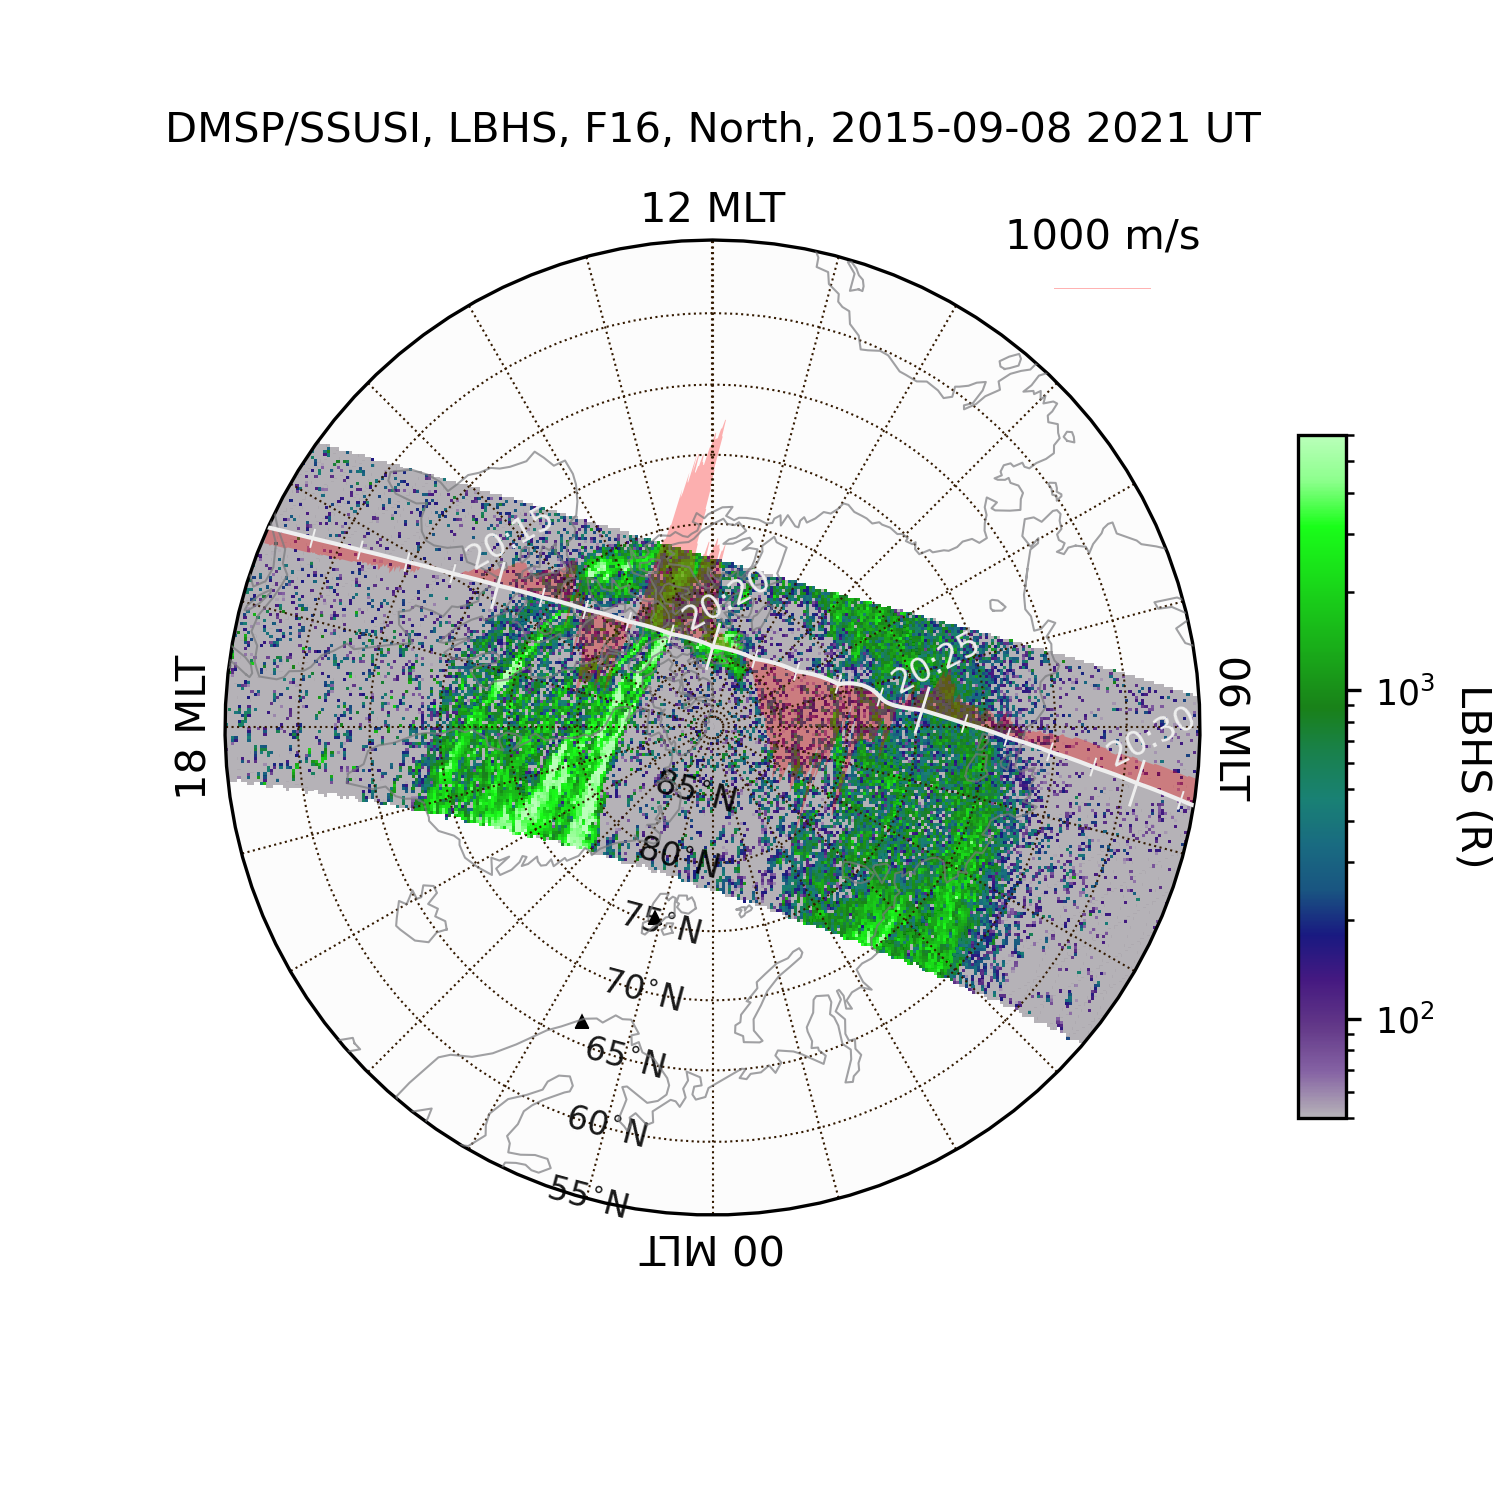 DMSP/SSUSI, LBHS, F16, North, 2015-09-08 2021 UT
12 MLT
1000 m/s
20:15
20:20
20:25
20:30
18 MLT
06 MLT
10³
10²
LBHS (R)
85°N
80°N
75°N
70°N
65°N
60°N
55°N
00 MLT